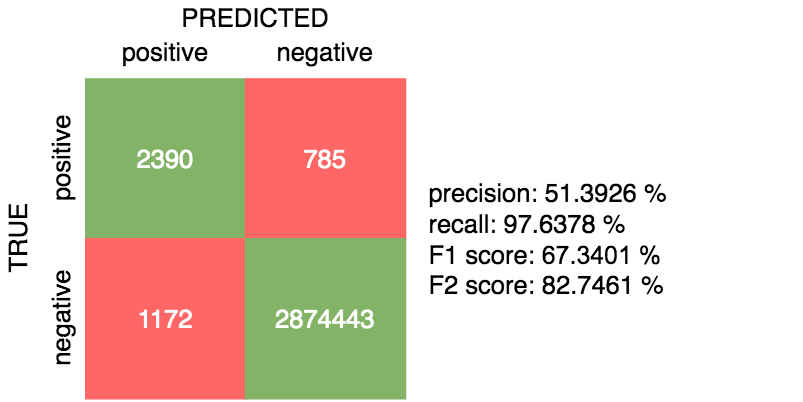 PREDICTED
positive negative
TRUE
positive
2390 785
negative
1172 2874443
precision: 51.3926 %
recall: 97.6378 %
F1 score: 67.3401 %
F2 score: 82.7461 %